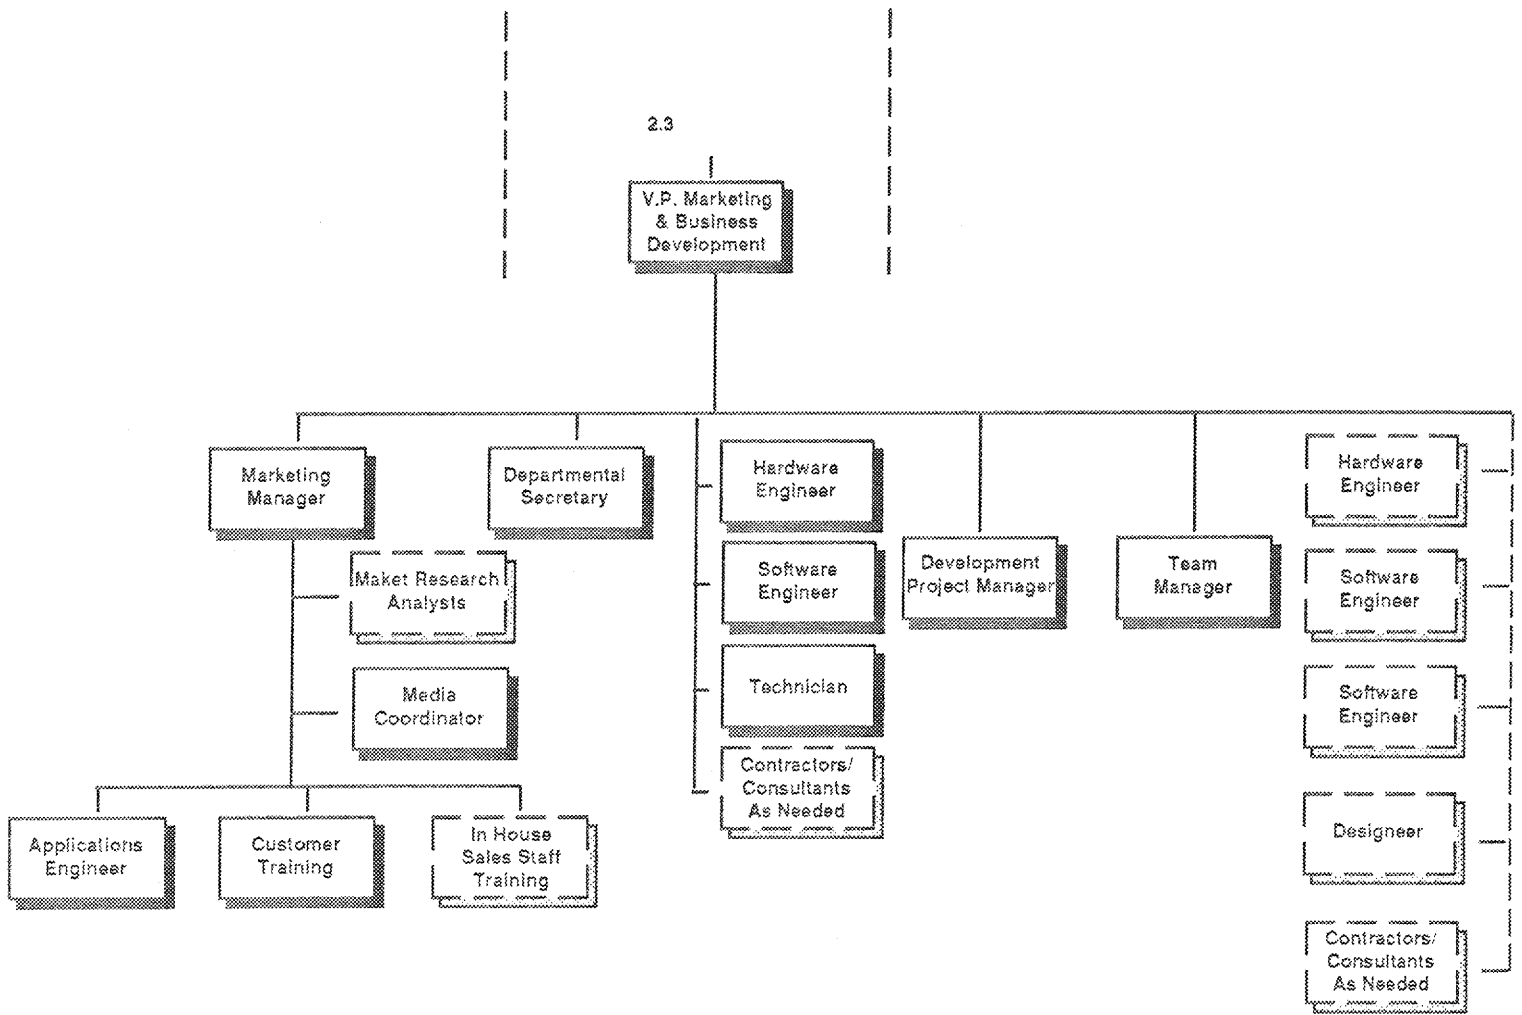 2.3
V.P. Marketing
& Business
Development
Marketing
Manager
Departmental
Secretary
Maket Research
Analysts
Media
Coordinator
Applications
Engineer
Customer
Training
In House
Sales Staff
Training
Hardware
Engineer
Software
Engineer
Technician
Contractors/
Consultants
As Needed
Development
Project Manager
Team
Manager
Hardware
Engineer
Software
Engineer
Software
Engineer
Designeer
Contractors/
Consultants
As Needed